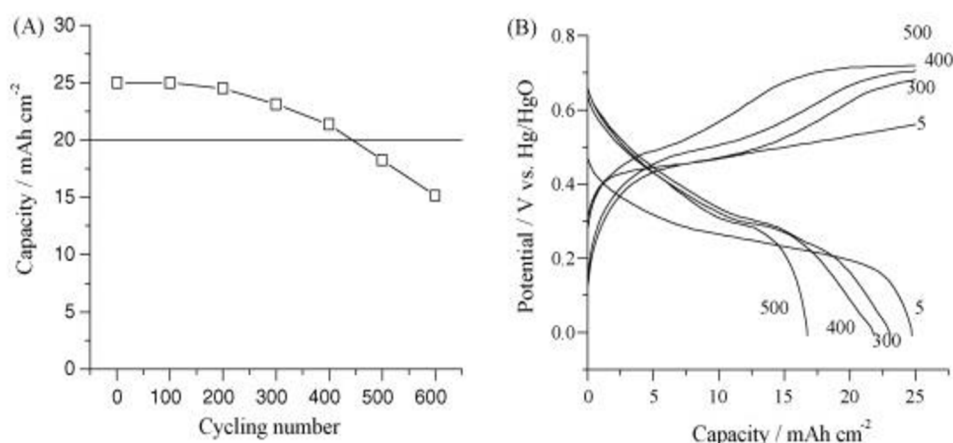 (A)
30
25
20
15
10
5
0
Capacity / mAh cm-2
0 100 200 300 400 500 600
Cycling number
(B)
0.8
0.6
0.4
0.2
0.0
Potential / V vs. Hg/HgO
500
400
300
5
500
400
300
5
0 5 10 15 20 25
Capacity / mAh cm-2